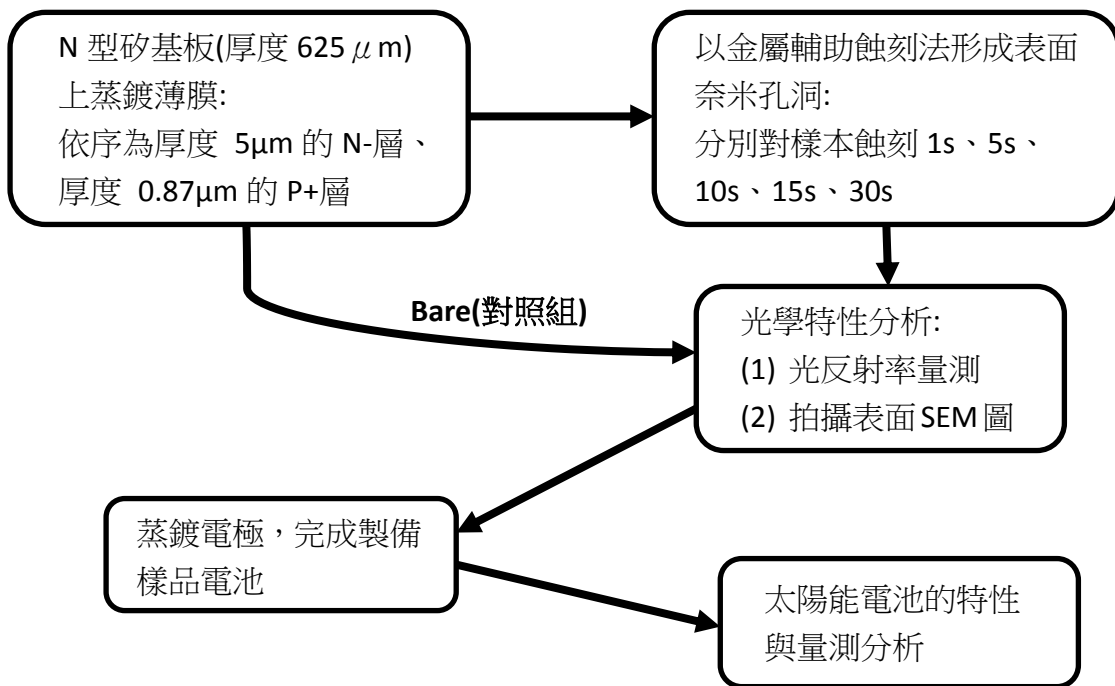 N 型矽基板(厚度 625μm)
上蒸鍍薄膜:
依序為厚度 5μm 的 N-層、
厚度 0.87μm 的 P+層
以金屬輔助蝕刻法形成表面
奈米孔洞:
分別對樣本蝕刻 1s、5s、
10s、15s、30s
Bare(對照組)
光學特性分析:
(1) 光反射率量測
(2) 拍攝表面 SEM 圖
蒸鍍電極，完成製備
樣品電池
太陽能電池的特性
與量測分析